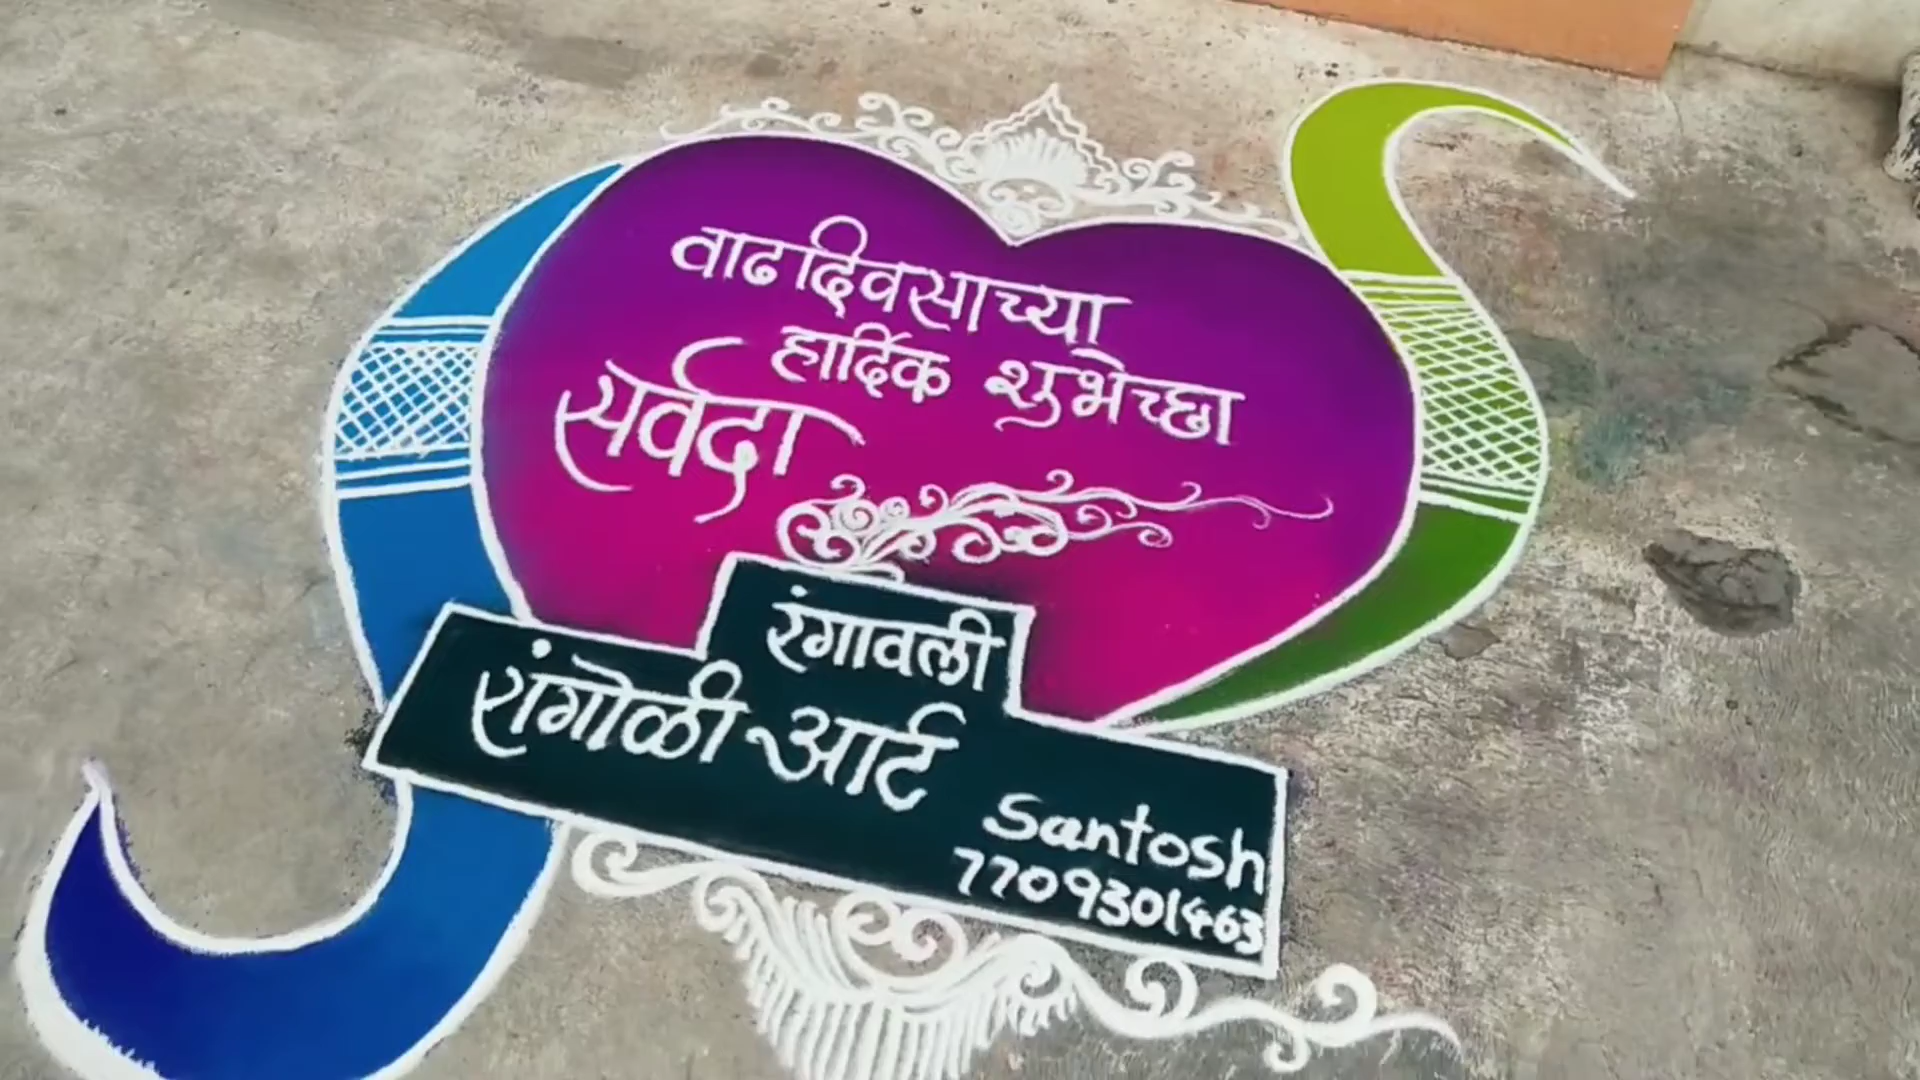 वाढदिवसाच्या
हार्दिक शुभेच्छा
सर्वदा
रंगावली
रांगोळी आर्ट
Santosh
7709301463